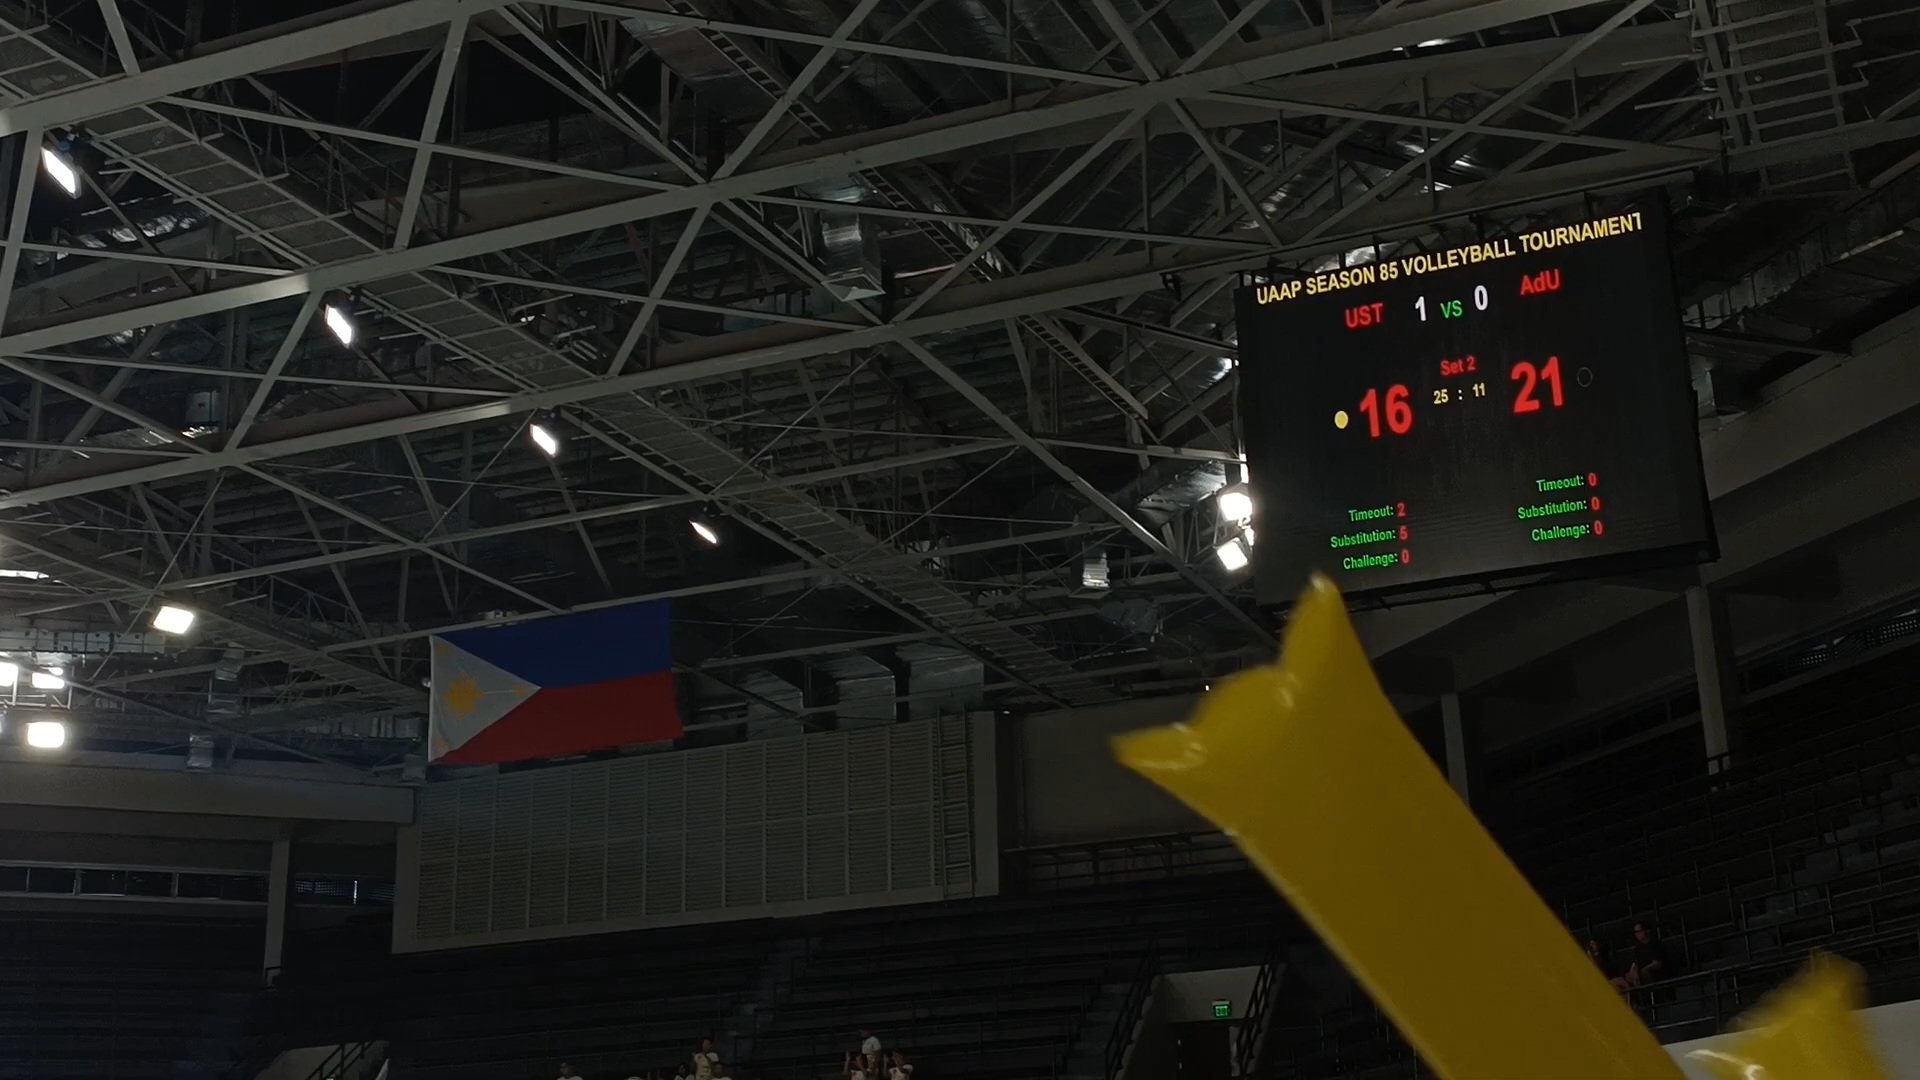 UAAP SEASON 85 VOLLEYBALL TOURNAMENT
UST 1 VS 0 AdU
Set 2
16 25 : 11 21
Timeout: 2
Substitution: 5
Challenge: 0
Timeout: 0
Substitution: 0
Challenge: 0
EXIT